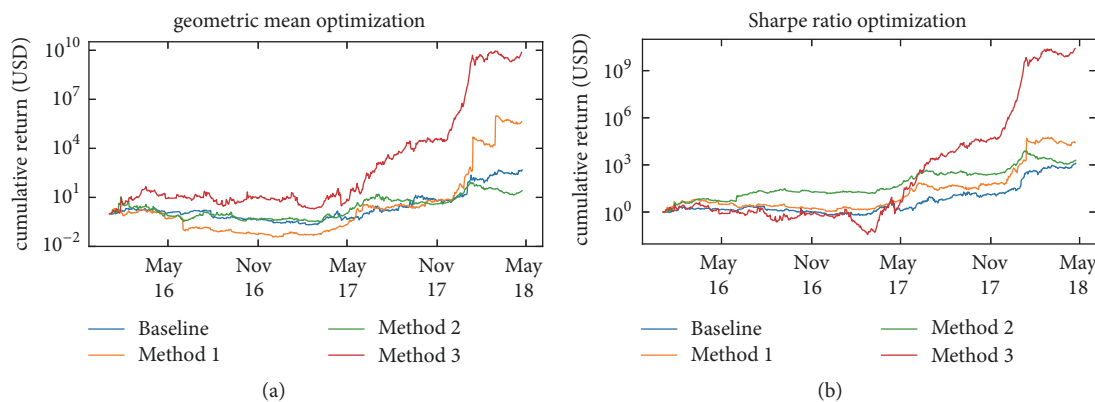 geometric mean optimization
cumulative return (USD)
10^10
10^7
10^4
10^1
10^−2
May 16
Nov 16
May 17
Nov 17
May 18
Baseline
Method 1
Method 2
Method 3
(a)
Sharpe ratio optimization
cumulative return (USD)
10^9
10^6
10^3
10^0
May 16
Nov 16
May 17
Nov 17
May 18
Baseline
Method 1
Method 2
Method 3
(b)